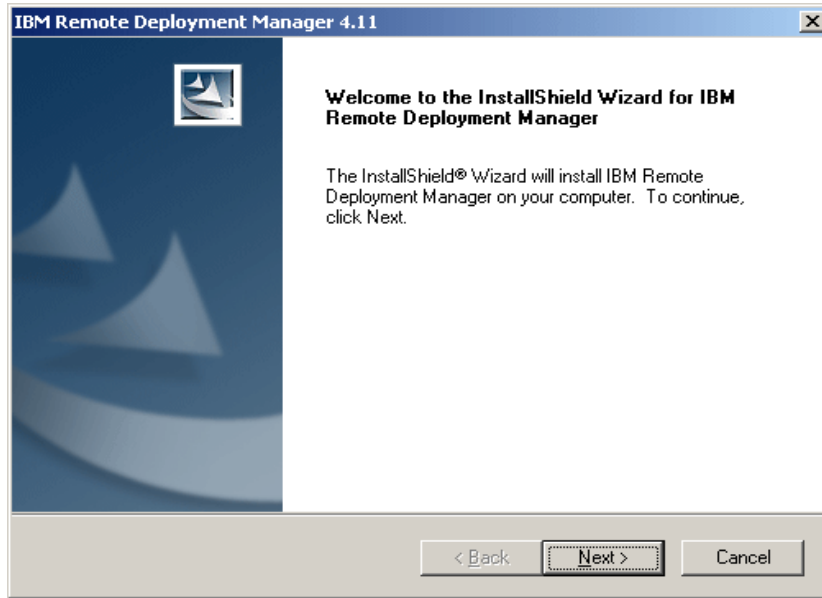 IBM Remote Deployment Manager 4.11
Welcome to the InstallShield Wizard for IBM
Remote Deployment Manager
The InstallShield® Wizard will install IBM Remote
Deployment Manager on your computer. To continue,
click Next.
< Back Next > Cancel